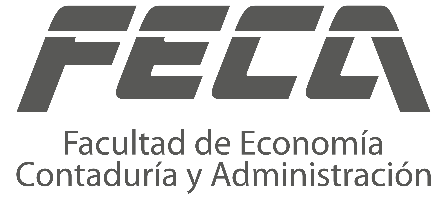 FECA
Facultad de Economía
Contaduría y Administración